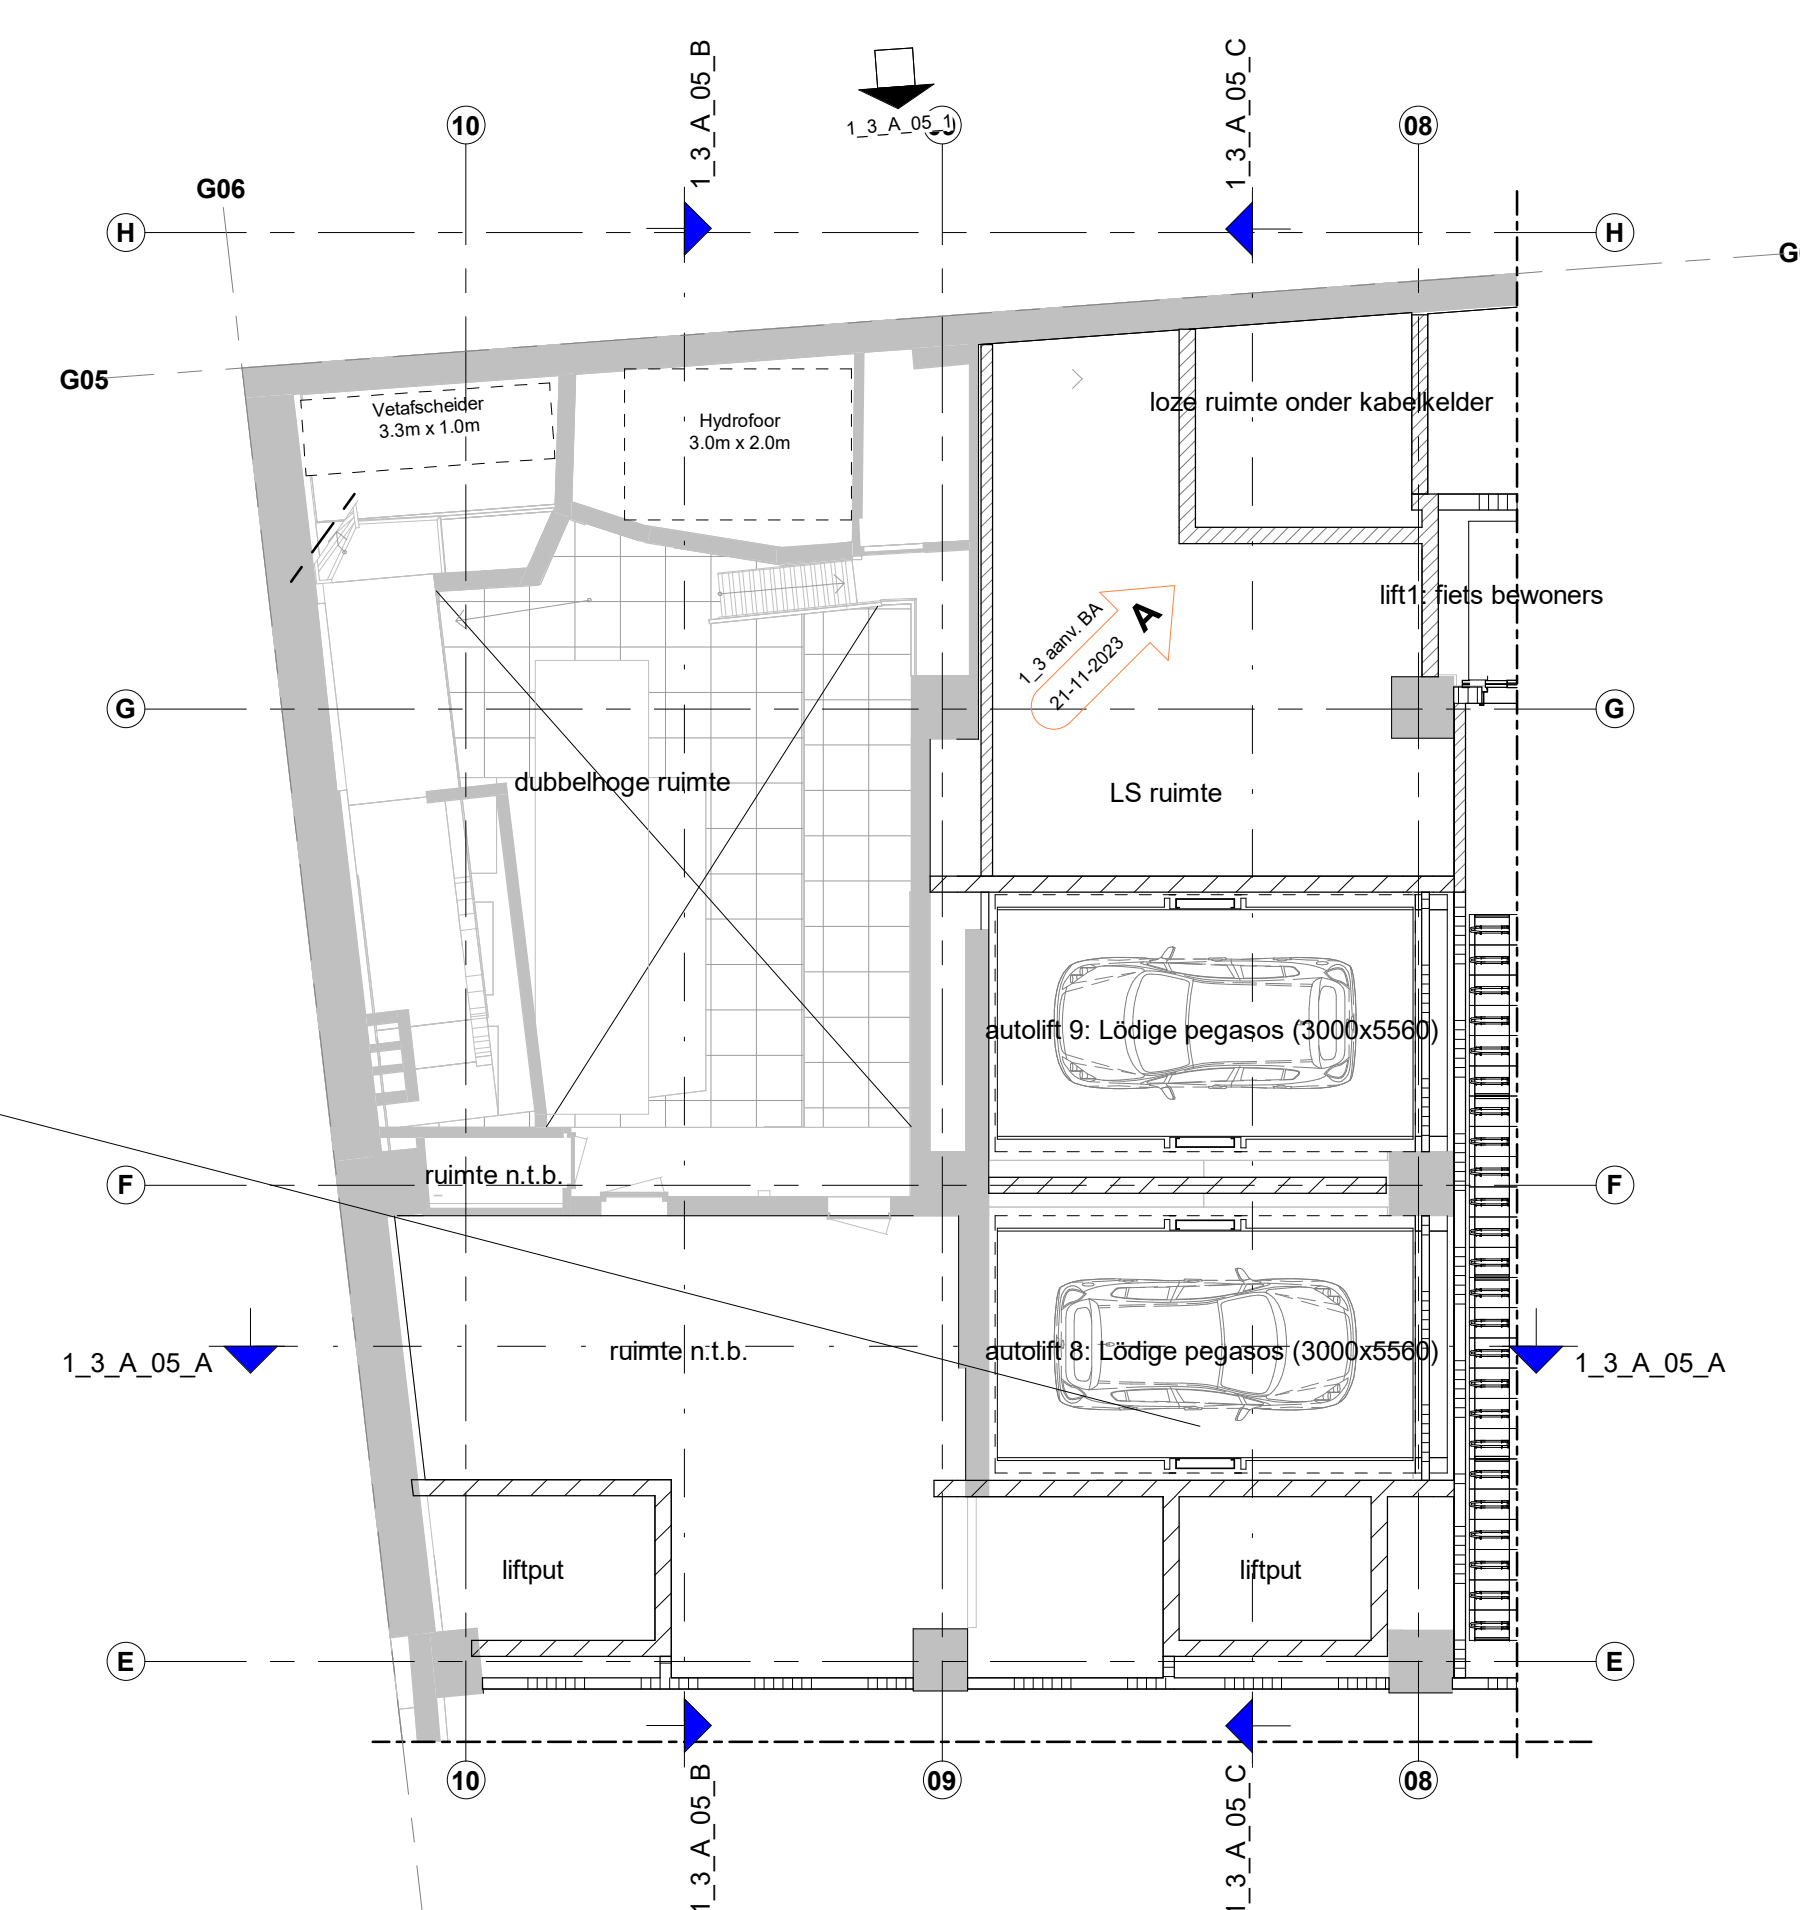 1_3_A_05_B
1_3_A_05_C
10
1_3_A_05_1
08
G06
H
H
G05
Vetafscheider
3.3m x 1.0m
Hydrofoor
3.0m x 2.0m
loze ruimte onder kabelkelder
lift1: fiets bewoners
1_3 aanv. BA
21-11-2023
A
G
G
dubbelhoge ruimte
LS ruimte
autolift 9: Lödige pegasos (3000x5560)
F
ruimte n.t.b.
F
1_3_A_05_A
ruimte n.t.b.
autolift 8: Lödige pegasos (3000x5560)
1_3_A_05_A
liftput
liftput
E
E
10
09
08
1_3_A_05_B
1_3_A_05_C